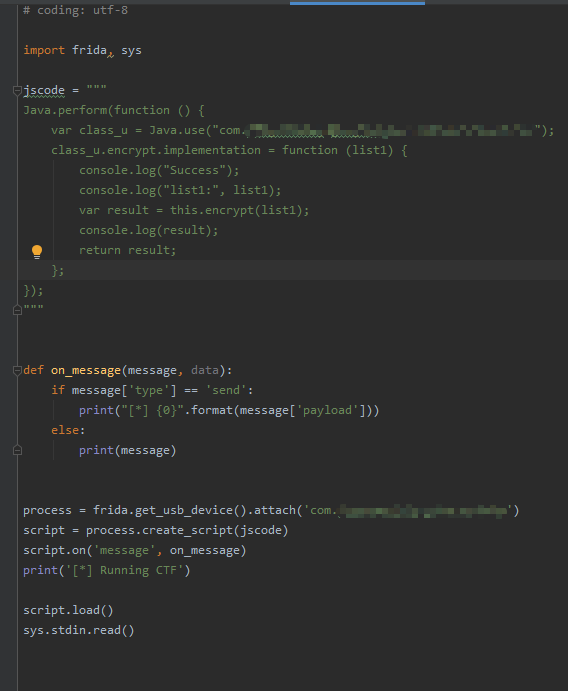 # coding: utf-8
import frida, sys
jscode = """
Java.perform(function () {
    var class_u = Java.use("com.");
    class_u.encrypt.implementation = function (list1) {
        console.log("Success");
        console.log("list1:", list1);
        var result = this.encrypt(list1);
        console.log(result);
        return result;
    };
});
"""
def on_message(message, data):
    if message['type'] == 'send':
        print("[*] {0}".format(message['payload']))
    else:
        print(message)
process = frida.get_usb_device().attach('com.')
script = process.create_script(jscode)
script.on('message', on_message)
print('[*] Running CTF')
script.load()
sys.stdin.read()